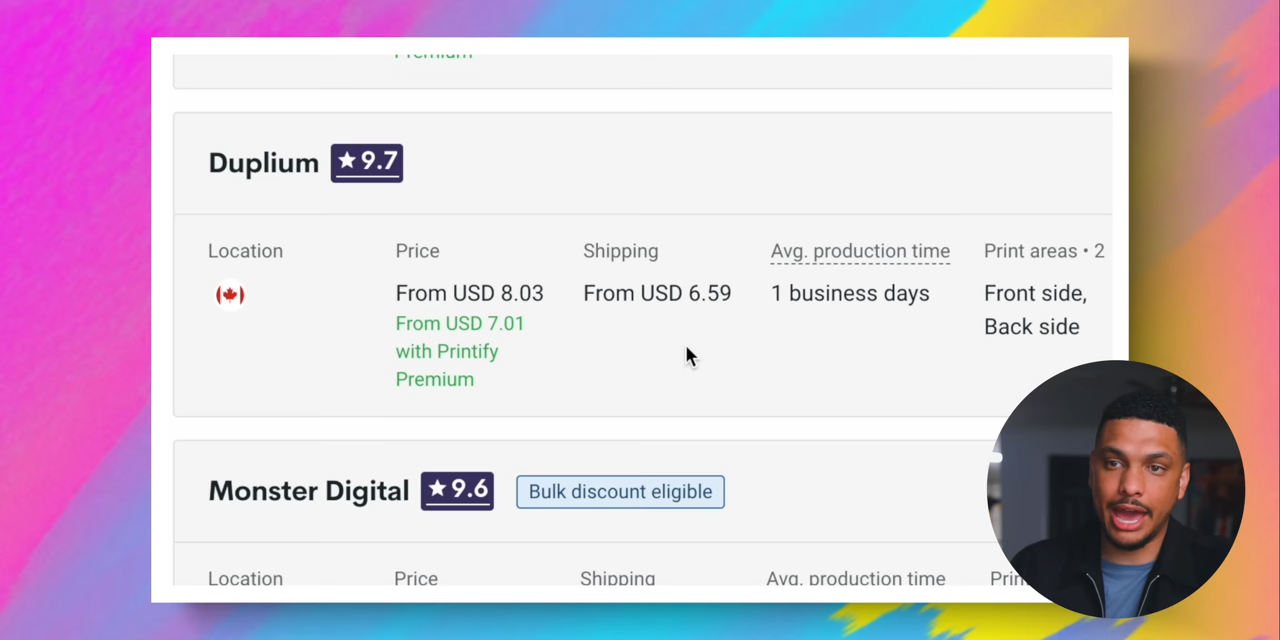 Premium
Duplium ★ 9.7
Location Price Shipping Avg. production time Print areas • 2
From USD 8.03 From USD 6.59 1 business days Front side,
From USD 7.01 Back side
with Printify
Premium
Monster Digital ★ 9.6 Bulk discount eligible
Location Price Shipping Avg. production time